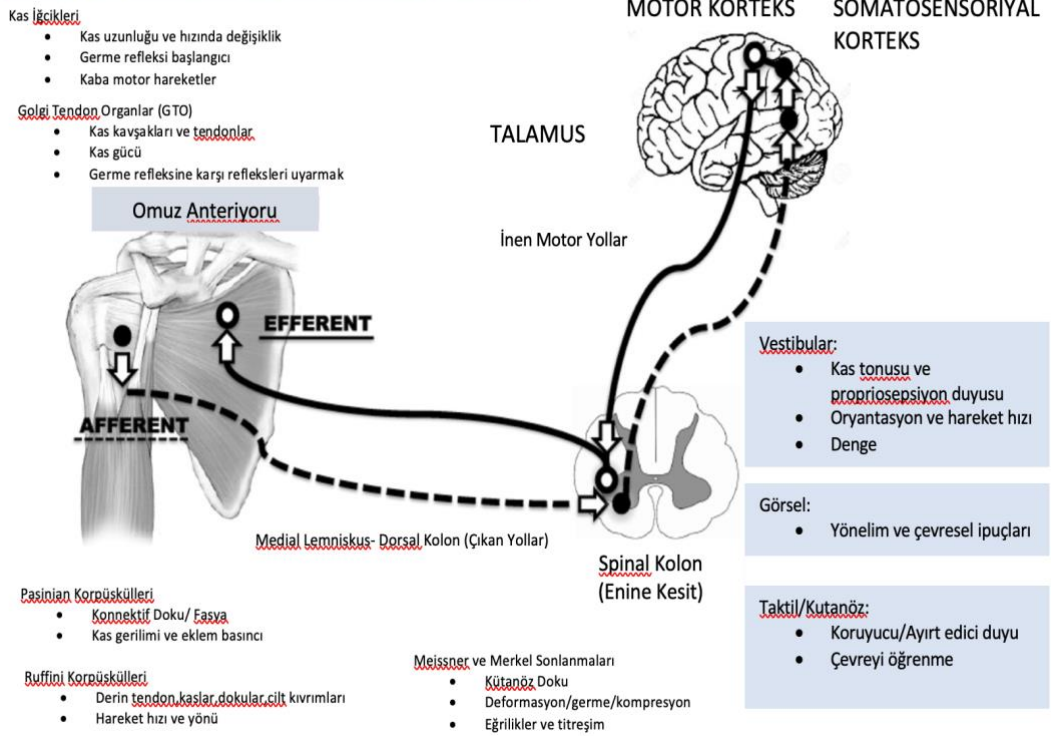 MOTOR KORTEKS
SOMATOSENSORİYAL
KORTEKS
Kas İğcikleri
• Kas uzunluğu ve hızında değişiklik
• Germe refleksi başlangıcı
• Kaba motor hareketler
Golgi Tendon Organlar (GTO)
• Kas kavşakları ve tendonlar
• Kas gücü
• Germe refleksine karşı refleksleri uyarmak
TALAMUS
Omuz Anteriyoru
İnen Motor Yollar
EFFERENT
AFFERENT
Medial Lemniskus- Dorsal Kolon (Çıkan Yollar)
Spinal Kolon
(Enine Kesit)
Vestibular:
• Kas tonusu ve
propriosepsiyon duyusu
• Oryantasyon ve hareket hızı
• Denge
Görsel:
• Yönelim ve çevresel ipuçları
Taktil/Kutanöz:
• Koruyucu/Ayırt edici duyu
• Çevreyi öğrenme
Pasinian Korpüskülleri
• Konnektif Doku/ Fasya
• Kas gerilimi ve eklem basıncı
Ruffini Korpüskülleri
• Derin tendon,kaslar,dokular,cilt kıvrımları
• Hareket hızı ve yönü
Meissner ve Merkel Sonlanmaları
• Kütanöz Doku
• Deformasyon/germe/kompresyon
• Eğrilikler ve titreşim